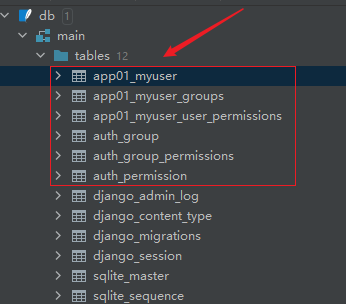 db 1
main
tables 12
app01_myuser
app01_myuser_groups
app01_myuser_user_permissions
auth_group
auth_group_permissions
auth_permission
django_admin_log
django_content_type
django_migrations
django_session
sqlite_master
sqlite_sequence